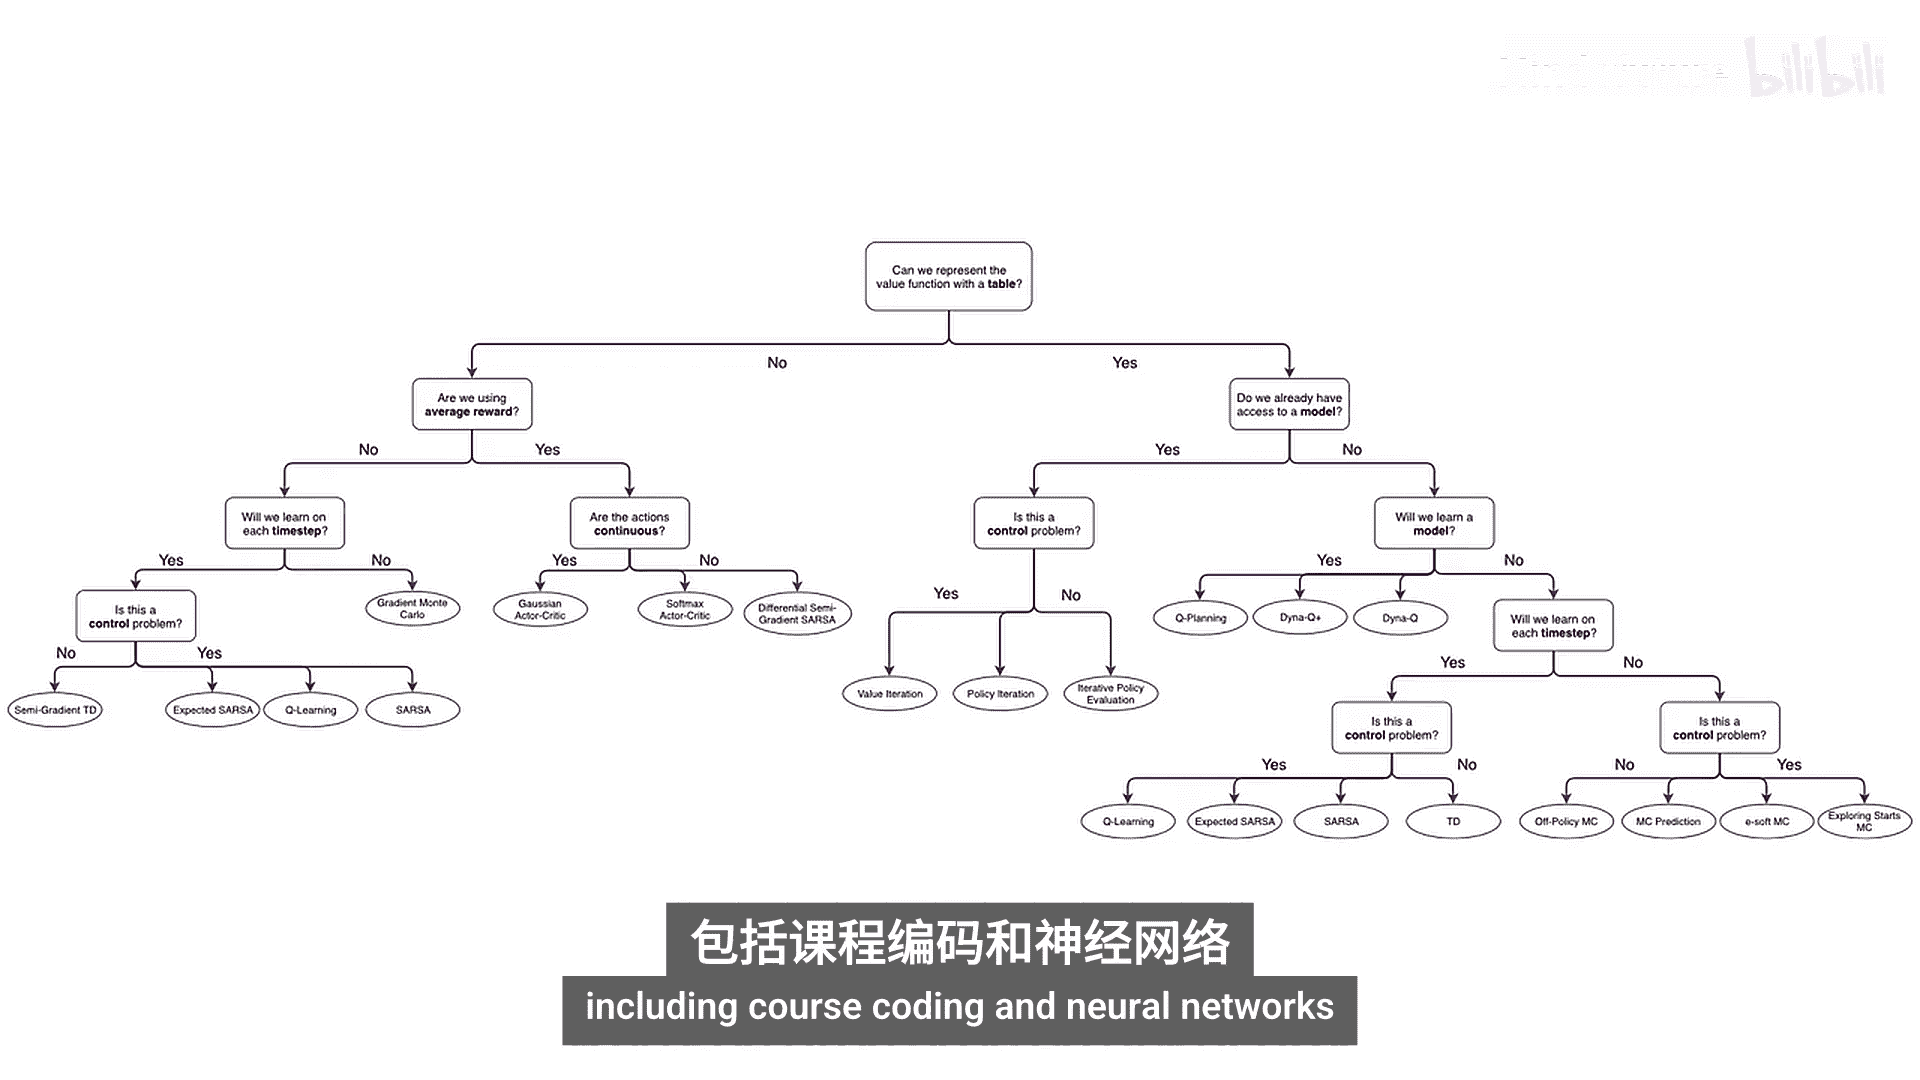 bilibili
Can we represent the
value function with a table?
No
Yes
Are we using
average reward?
Do we already have
access to a model?
No
Yes
Yes
No
Will we learn on
each timestep?
Are the actions
continuous?
Is this a
control problem?
Will we learn a
model?
Yes
No
Yes
No
Yes
No
Yes
No
Is this a
control problem?
Gradient Monte
Carlo
Gaussian
Actor-Critic
Softmax
Actor-Critic
Differential Semi-
Gradient SARSA
Q-Planning
Dyna-Q+
Dyna-Q
Will we learn on
each timestep?
No
Yes
Yes
No
Semi-Gradient TD
Expected SARSA
Q-Learning
SARSA
Value Iteration
Policy Iteration
Iterative Policy
Evaluation
Is this a
control problem?
Is this a
control problem?
Yes
No
No
Yes
Q-Learning
Expected SARSA
SARSA
TD
Off-Policy MC
MC Prediction
e-soft MC
Exploring Starts
MC
包括课程编码和神经网络
including course coding and neural networks